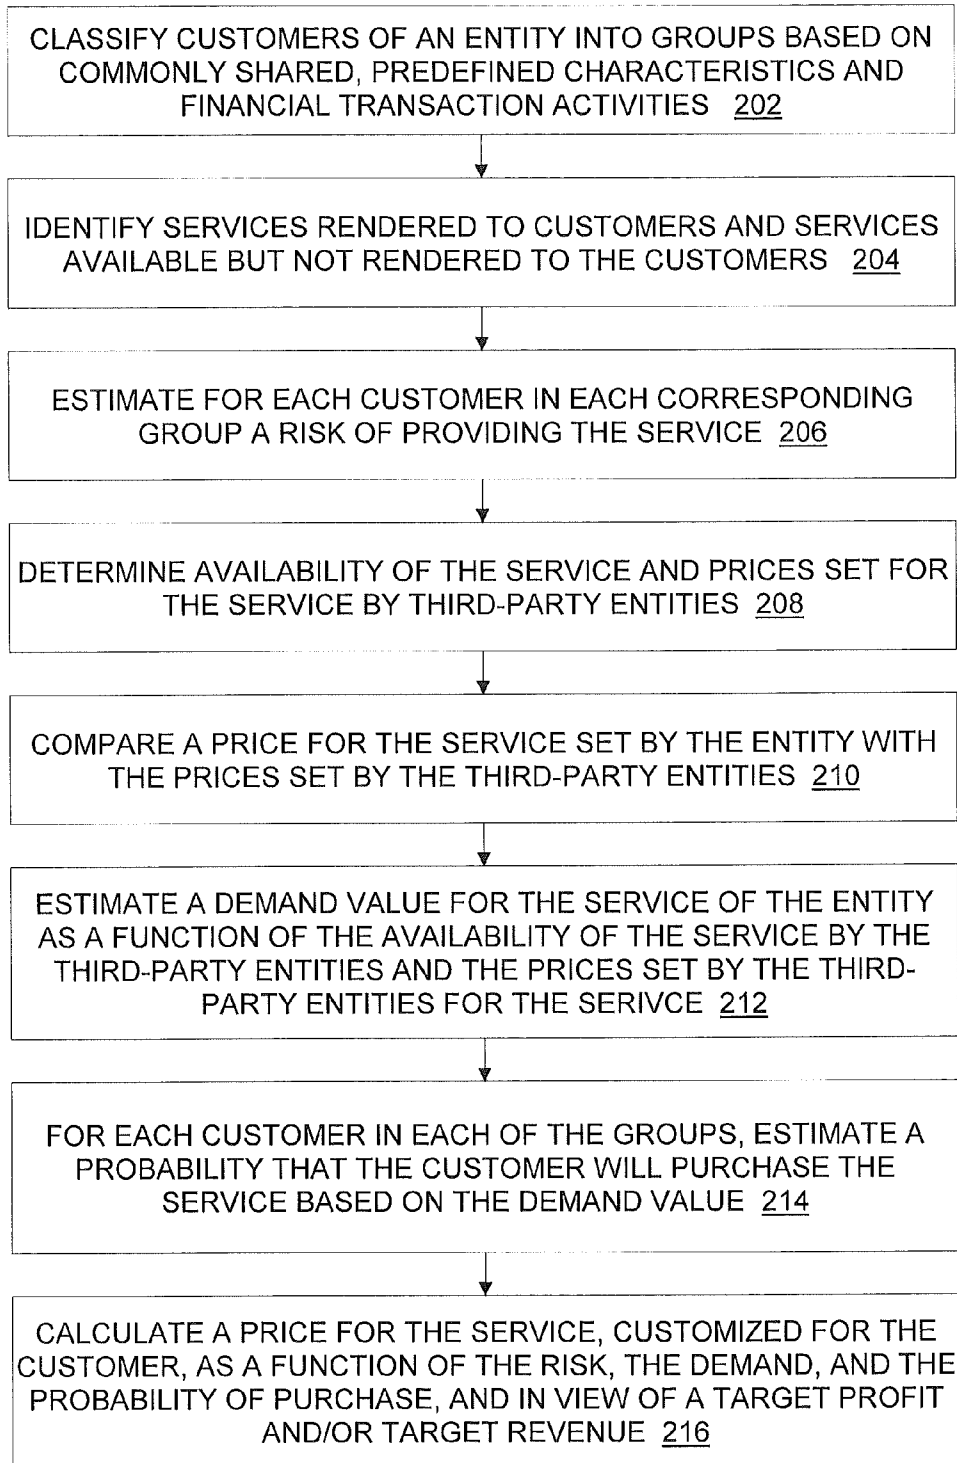 CLASSIFY CUSTOMERS OF AN ENTITY INTO GROUPS BASED ON
COMMONLY SHARED, PREDEFINED CHARACTERISTICS AND
FINANCIAL TRANSACTION ACTIVITIES 202
IDENTIFY SERVICES RENDERED TO CUSTOMERS AND SERVICES
AVAILABLE BUT NOT RENDERED TO THE CUSTOMERS 204
ESTIMATE FOR EACH CUSTOMER IN EACH CORRESPONDING
GROUP A RISK OF PROVIDING THE SERVICE 206
DETERMINE AVAILABILITY OF THE SERVICE AND PRICES SET FOR
THE SERVICE BY THIRD-PARTY ENTITIES 208
COMPARE A PRICE FOR THE SERVICE SET BY THE ENTITY WITH
THE PRICES SET BY THE THIRD-PARTY ENTITIES 210
ESTIMATE A DEMAND VALUE FOR THE SERVICE OF THE ENTITY
AS A FUNCTION OF THE AVAILABILITY OF THE SERVICE BY THE
THIRD-PARTY ENTITIES AND THE PRICES SET BY THE THIRD-
PARTY ENTITIES FOR THE SERIVCE 212
FOR EACH CUSTOMER IN EACH OF THE GROUPS, ESTIMATE A
PROBABILITY THAT THE CUSTOMER WILL PURCHASE THE
SERVICE BASED ON THE DEMAND VALUE 214
CALCULATE A PRICE FOR THE SERVICE, CUSTOMIZED FOR THE
CUSTOMER, AS A FUNCTION OF THE RISK, THE DEMAND, AND THE
PROBABILITY OF PURCHASE, AND IN VIEW OF A TARGET PROFIT
AND/OR TARGET REVENUE 216